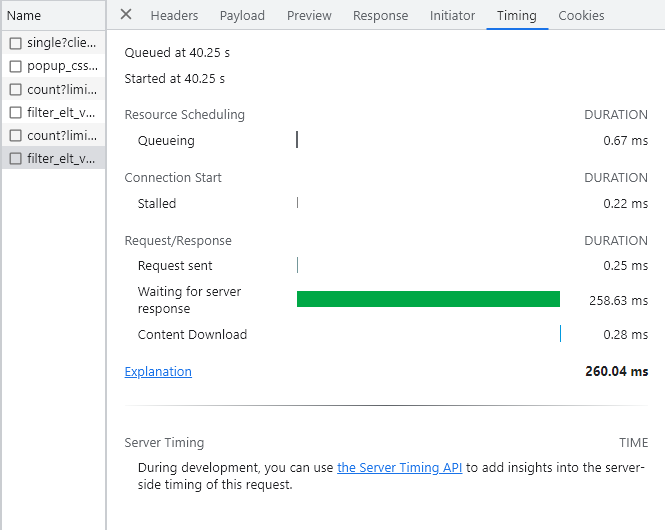 Name
× Headers Payload Preview Response Initiator Timing Cookies
single?clie...
popup_css...
count?limi...
filter_elt_v...
count?limi...
filter_elt_v...
Queued at 40.25 s
Started at 40.25 s
Resource Scheduling DURATION
Queueing 0.67 ms
Connection Start DURATION
Stalled 0.22 ms
Request/Response DURATION
Request sent 0.25 ms
Waiting for server
response 258.63 ms
Content Download 0.28 ms
Explanation 260.04 ms
Server Timing TIME
During development, you can use the Server Timing API to add insights into the server-
side timing of this request.